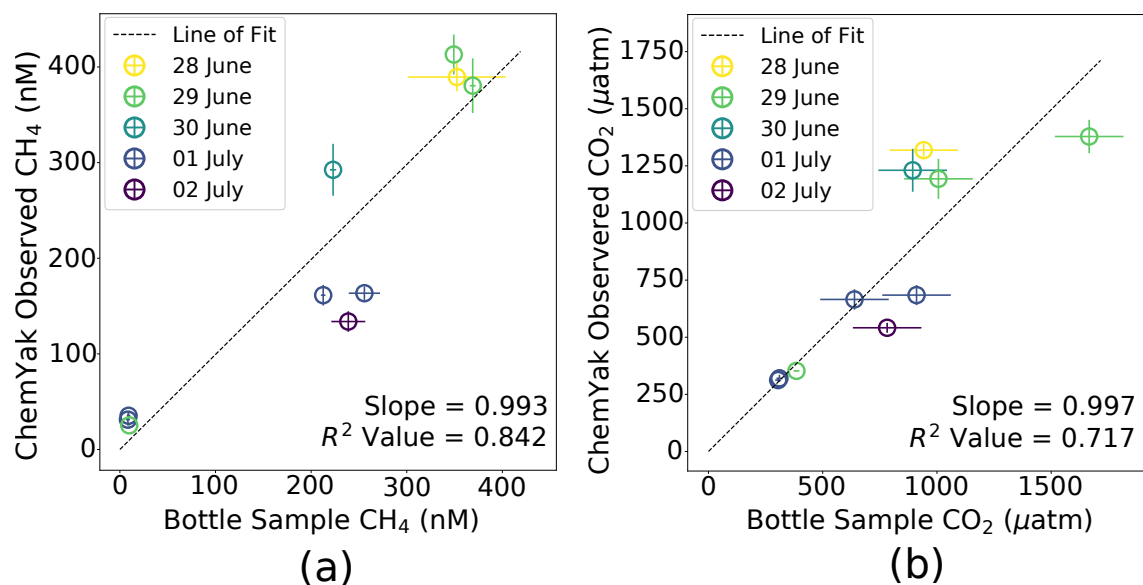 ChemYak Observed CH₄ (nM)
400
300
200
100
0
Line of Fit
28 June
29 June
30 June
01 July
02 July
Slope = 0.993
R² Value = 0.842
0 100 200 300 400
Bottle Sample CH₄ (nM)
(a)
ChemYak Observered CO₂ (μatm)
1750
1500
1250
1000
750
500
250
0
Line of Fit
28 June
29 June
30 June
01 July
02 July
Slope = 0.997
R² Value = 0.717
0 500 1000 1500
Bottle Sample CO₂ (μatm)
(b)